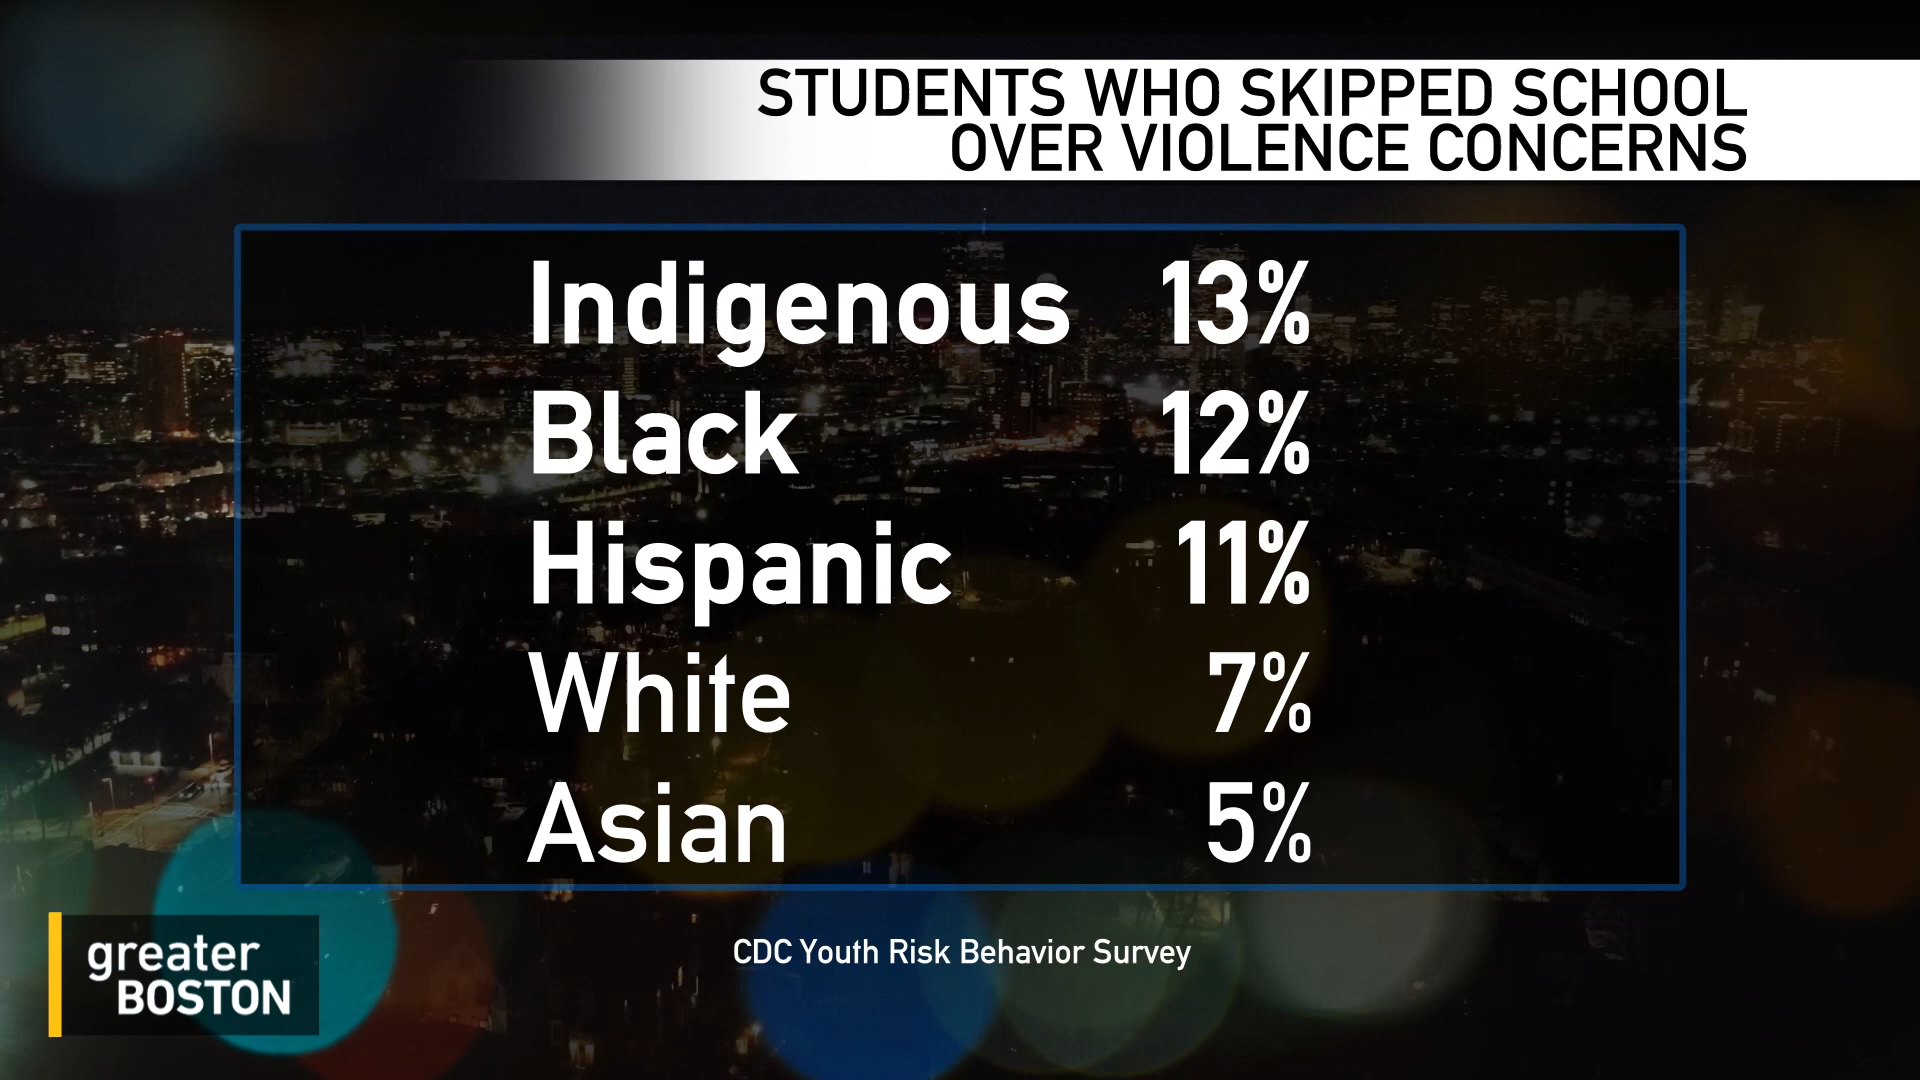 STUDENTS WHO SKIPPED SCHOOL
OVER VIOLENCE CONCERNS
Indigenous 13%
Black 12%
Hispanic 11%
White 7%
Asian 5%
CDC Youth Risk Behavior Survey
greater
BOSTON